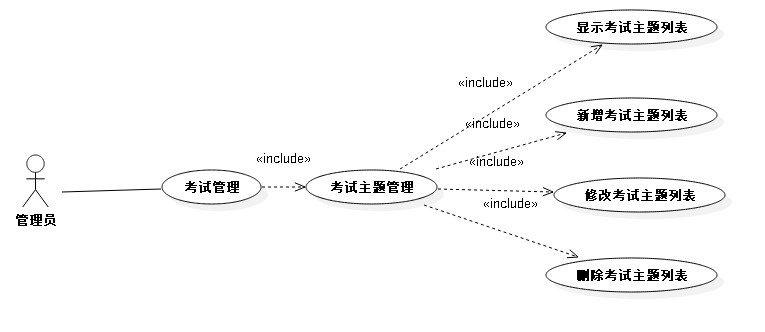 显示考试主题列表
«include»
«include»
新增考试主题列表
«include»
«include»
管理员
考试管理
考试主题管理
修改考试主题列表
«include»
删除考试主题列表